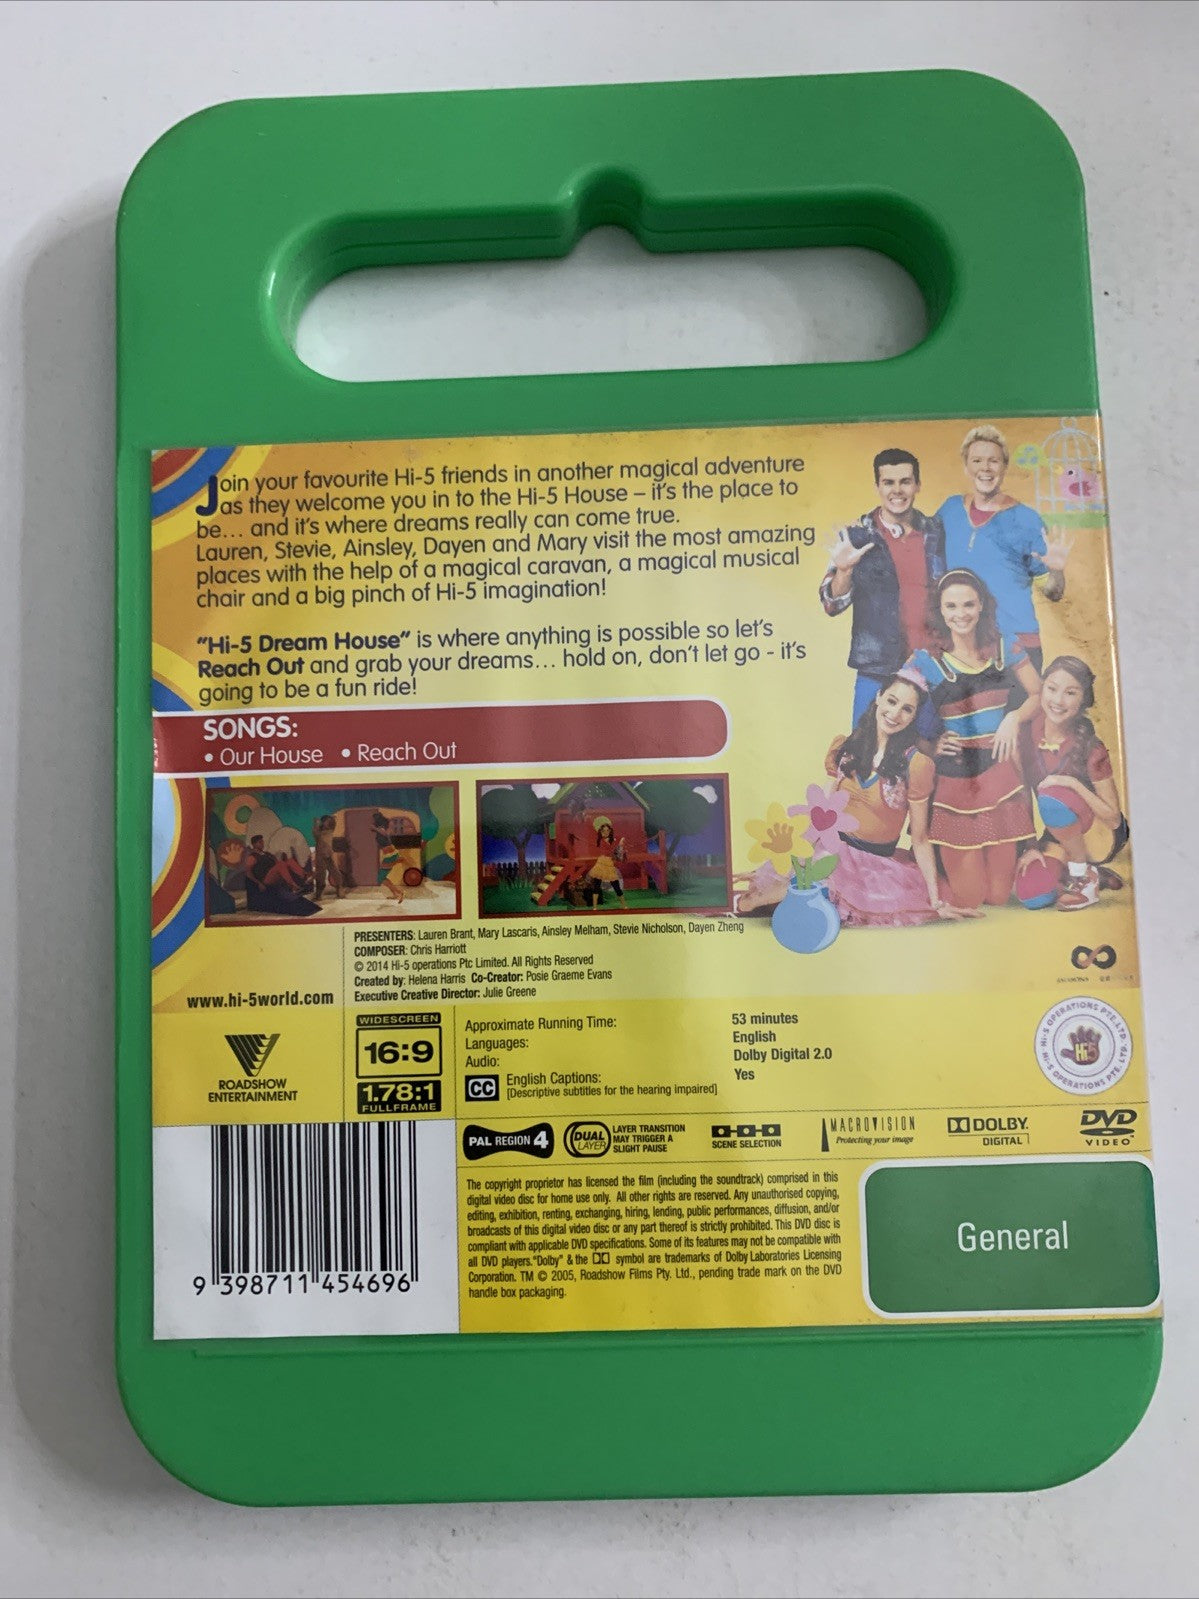 Join your favourite Hi-5 friends in another magical adventure
as they welcome you in to the Hi-5 House – it's the place to
be... and it's where dreams really can come true.
Lauren, Stevie, Ainsley, Dayen and Mary visit the most amazing
places with the help of a magical caravan, a magical musical
chair and a big pinch of Hi-5 imagination!
"Hi-5 Dream House" is where anything is possible so let's
Reach Out and grab your dreams... hold on, don't let go - it's
going to be a fun ride!
SONGS:
• Our House • Reach Out
PRESENTERS: Lauren Brant, Mary Lascaris, Ainsley Melham, Stevie Nicholson, Dayen Zheng
COMPOSER: Chris Harriott
© 2014 Hi-5 operations Ptc Limited. All Rights Reserved
Created by: Helena Harris Co-Creator: Posie Graeme Evans
Executive Creative Director: Julie Greene
www.hi-5world.com
ROADSHOW
ENTERTAINMENT
WIDESCREEN
16:9
1.78:1
FULLFRAME
Approximate Running Time: 53 minutes
Languages: English
Audio: Dolby Digital 2.0
CC English Captions: Yes
[Descriptive subtitles for the hearing impaired]
HI-5 OPERATIONS PTE. LTD.
Hi5
HI-5 OPERATIONS PTE. LTD.
PAL REGION 4
DUAL LAYER
LAYER TRANSITION
MAY TRIGGER A
SLIGHT PAUSE
SCENE SELECTION
MACROVISION
Protecting your image
DOLBY
DIGITAL
DVD
VIDEO™
The copyright proprietor has licensed the film (including the soundtrack) comprised in this
digital video disc for home use only. All other rights are reserved. Any unauthorised copying,
editing, exhibition, renting, exchanging, hiring, lending, public performances, diffusion, and/or
broadcasts of this digital video disc or any part thereof is strictly prohibited. This DVD disc is
compliant with applicable DVD specifications. Some of its features may not be compatible with
all DVD players."Dolby" & the DD symbol are trademarks of Dolby Laboratories Licensing
Corporation. TM © 2005, Roadshow Films Pty. Ltd., pending trade mark on the DVD
handle box packaging.
General
9 398711 454696